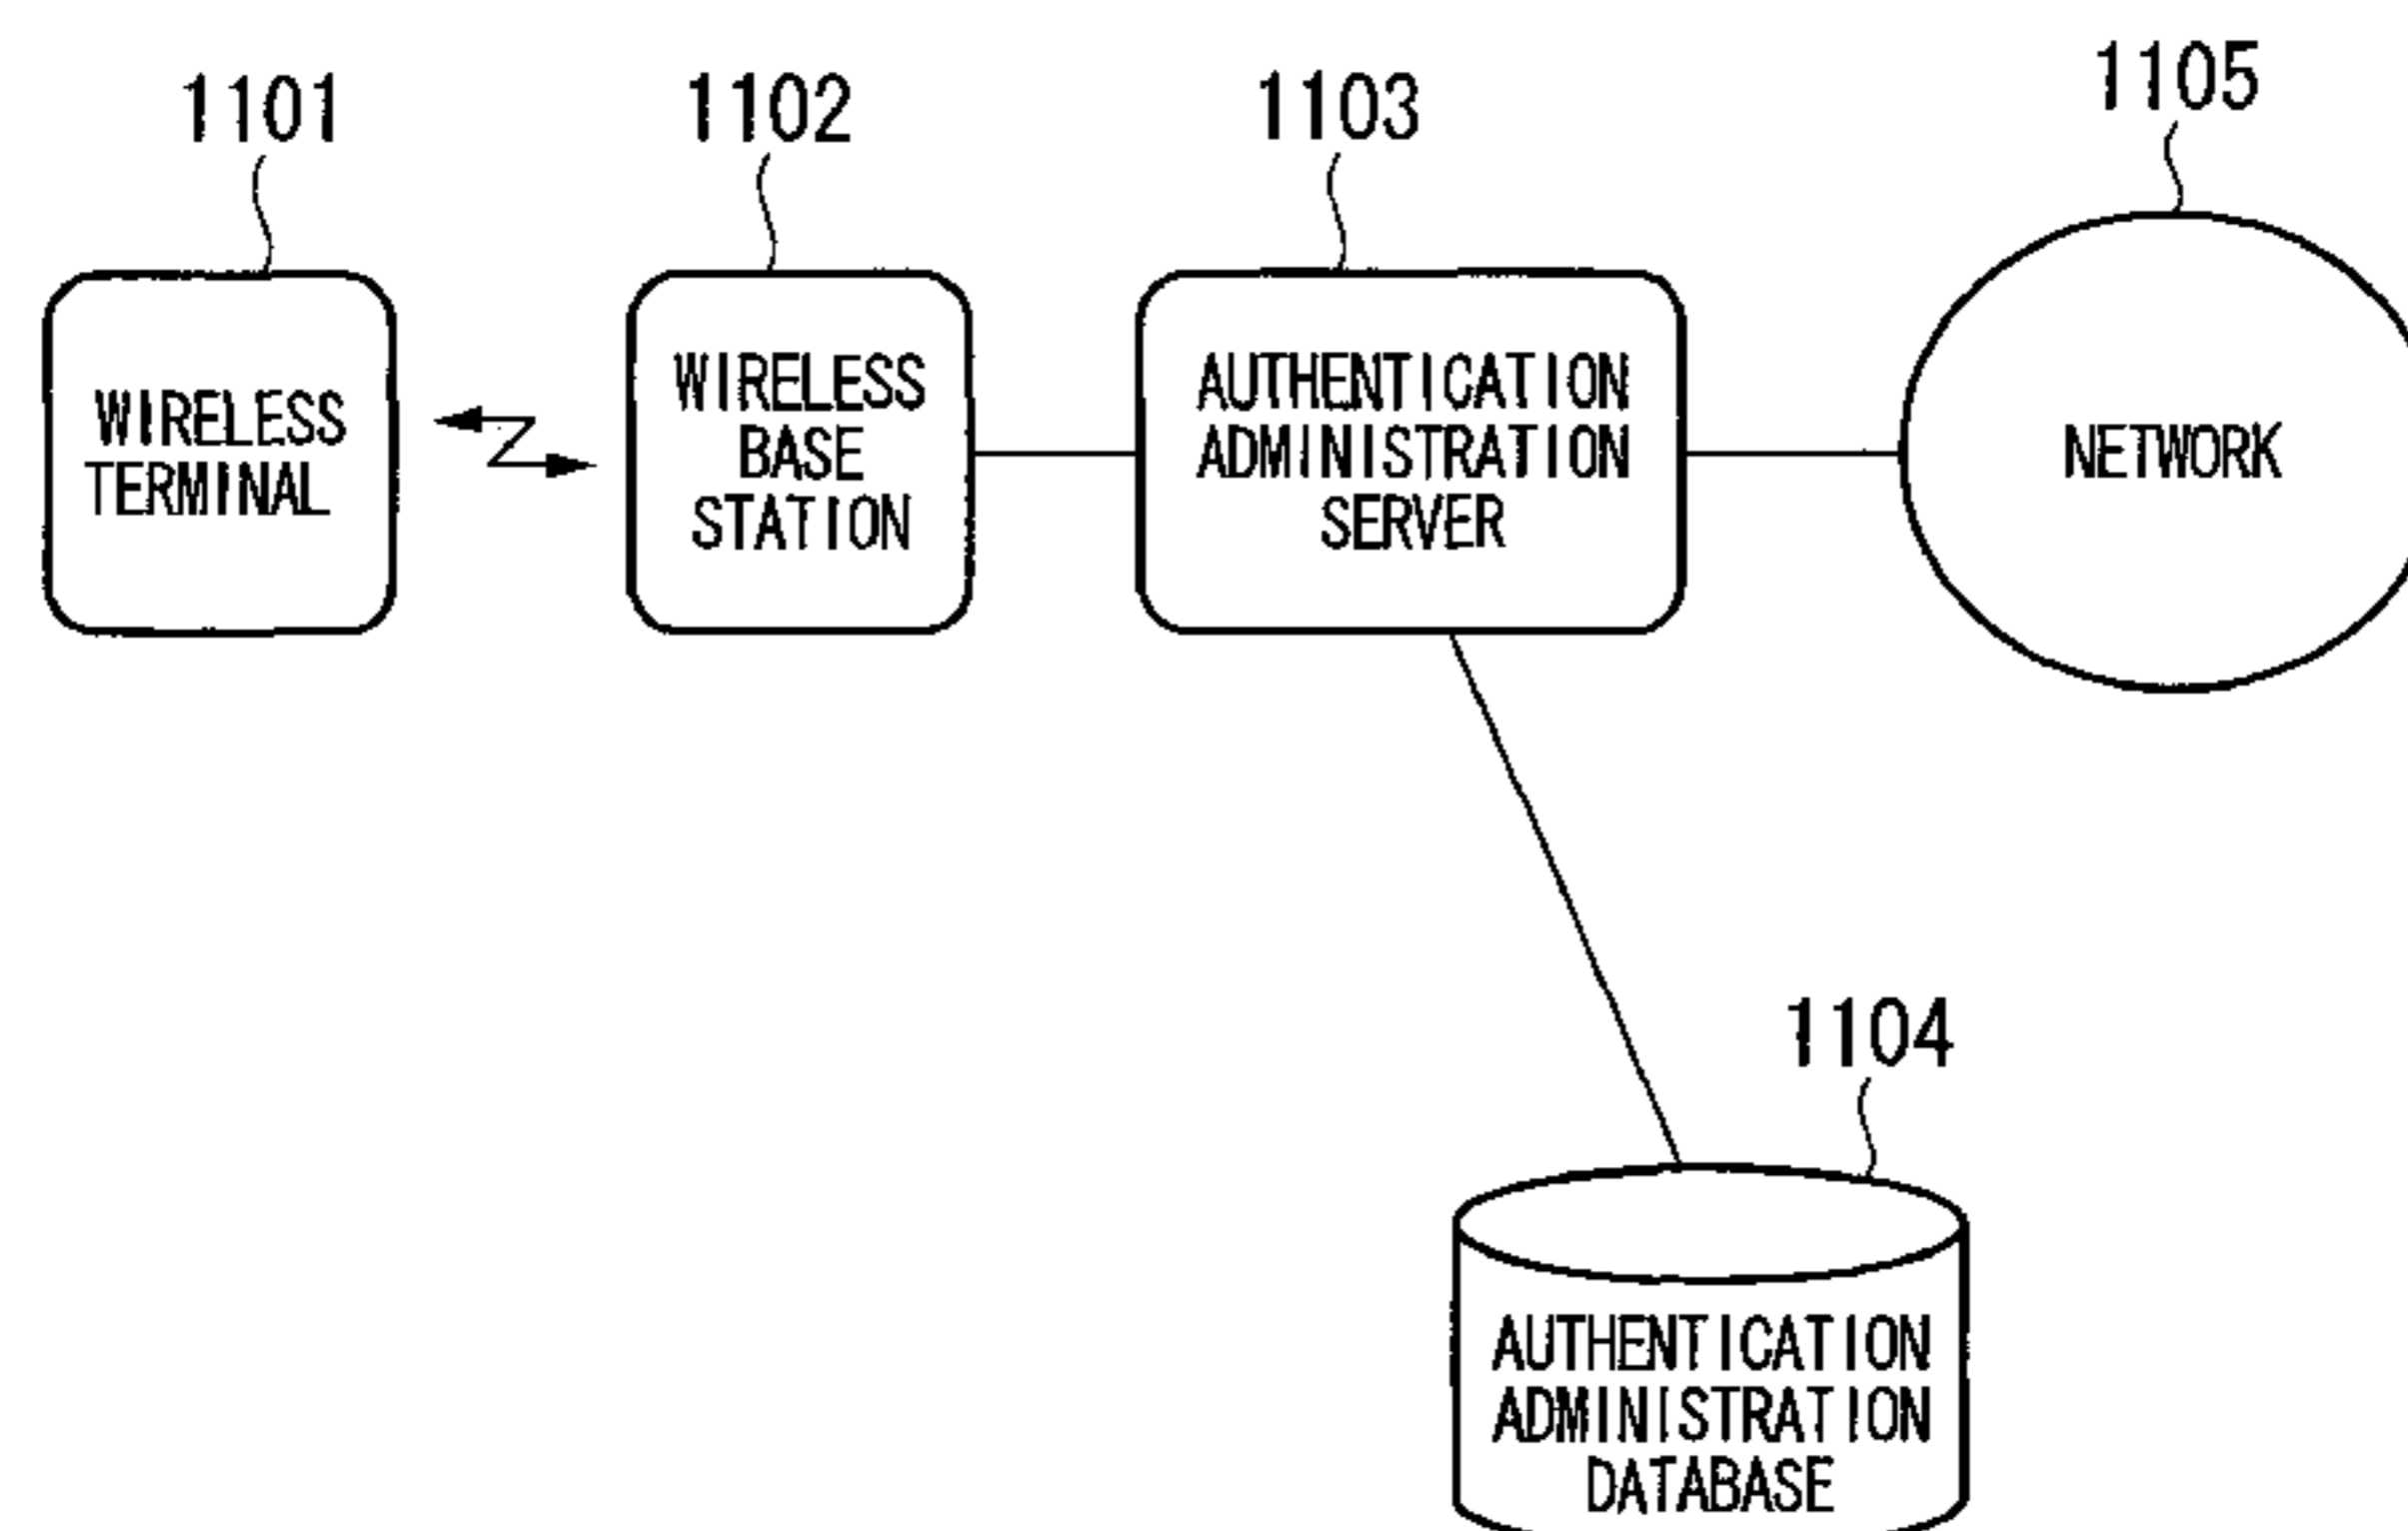 1101
1102
1103
1105
WIRELESS
TERMINAL
WIRELESS
BASE
STATION
AUTHENTICATION
ADMINISTRATION
SERVER
NETWORK
1104
AUTHENTICATION
ADMINISTRATION
DATABASE